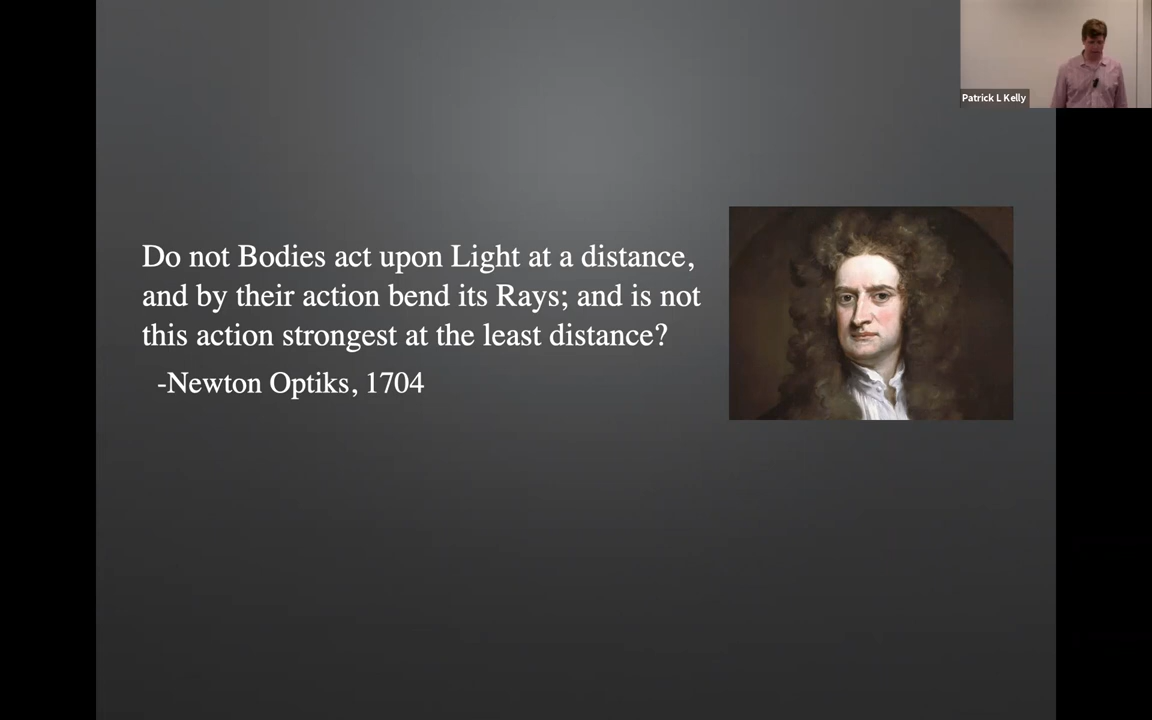 Patrick L Kelly
Do not Bodies act upon Light at a distance,
and by their action bend its Rays; and is not
this action strongest at the least distance?
-Newton Optiks, 1704